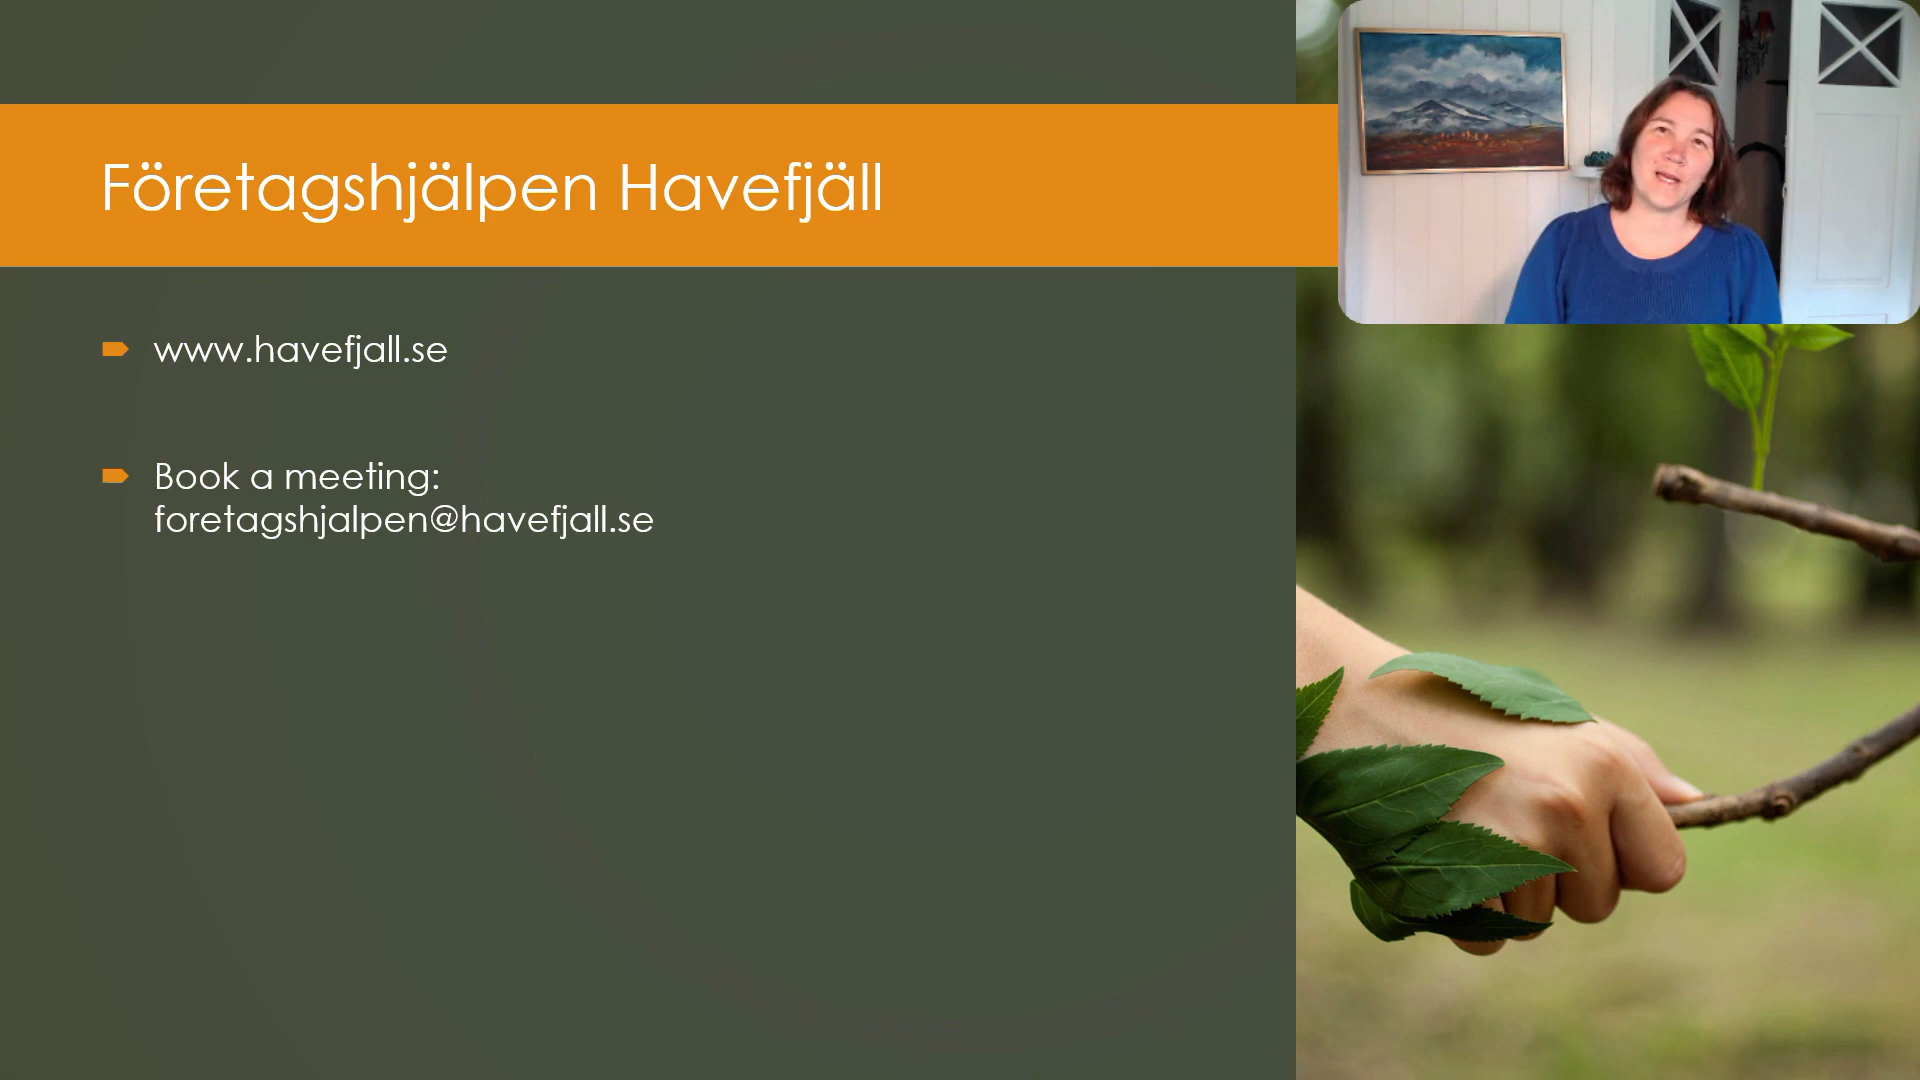 Företagshjälpen Havefjäll
www.havefjall.se
Book a meeting:
foretagshjalpen@havefjall.se